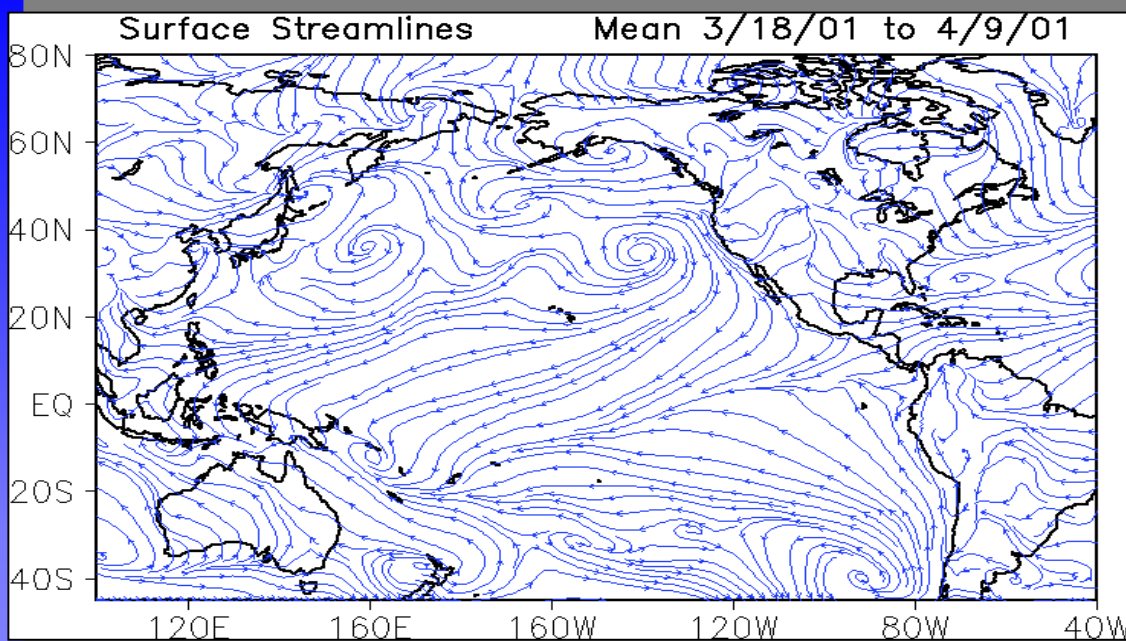 Surface Streamlines Mean 3/18/01 to 4/9/01
80N
60N
40N
20N
EQ
20S
40S
120E 160E 160W 120W 80W 40W